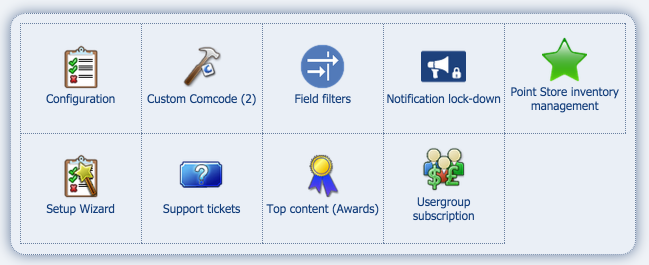 Configuration
Custom Comcode (2)
Field filters
Notification lock-down
Point Store inventory
management
Setup Wizard
Support tickets
Top content (Awards)
Usergroup
subscription